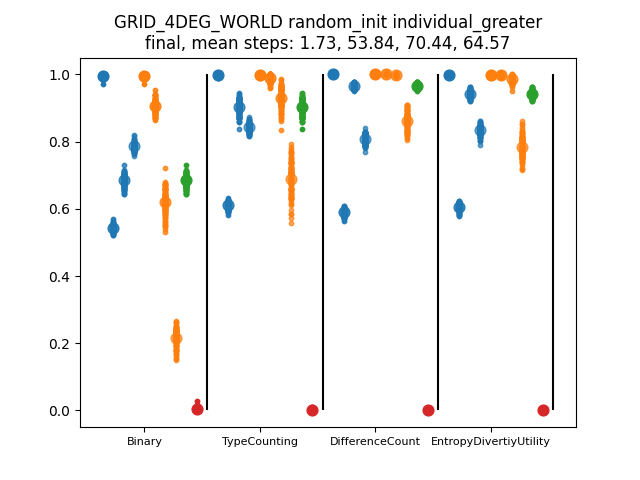 GRID_4DEG_WORLD random_init individual_greater
final, mean steps: 1.73, 53.84, 70.44, 64.57
1.0
0.8
0.6
0.4
0.2
0.0
Binary
TypeCounting
DifferenceCount
EntropyDivertiyUtility